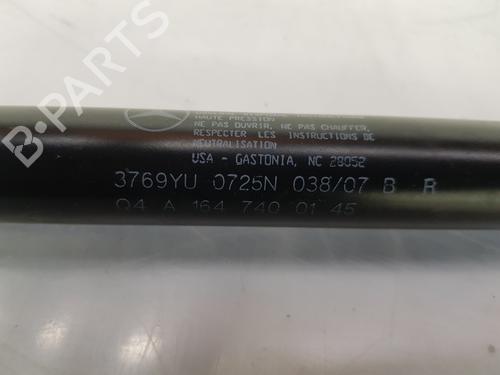 HAUTE PRESSION
NE PAS OUVRIR, NE PAS CHAUFFER,
RESPECTER LES INSTRUCTIONS DE
NEUTRALISATION
USA - GASTONIA, NC 28052
3769YU 0725N 038/07 B R
Q4 A 164 740 01 45
B-PARTS